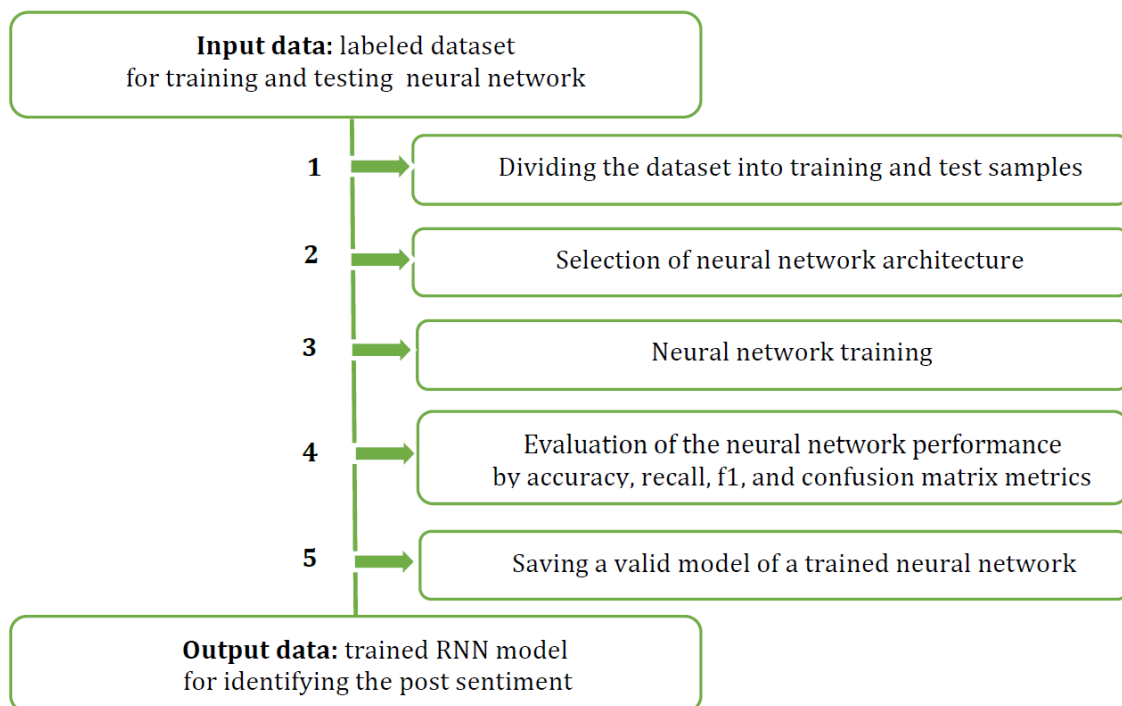 Input data: labeled dataset
for training and testing neural network
1
Dividing the dataset into training and test samples
2
Selection of neural network architecture
3
Neural network training
4
Evaluation of the neural network performance
by accuracy, recall, f1, and confusion matrix metrics
5
Saving a valid model of a trained neural network
Output data: trained RNN model
for identifying the post sentiment